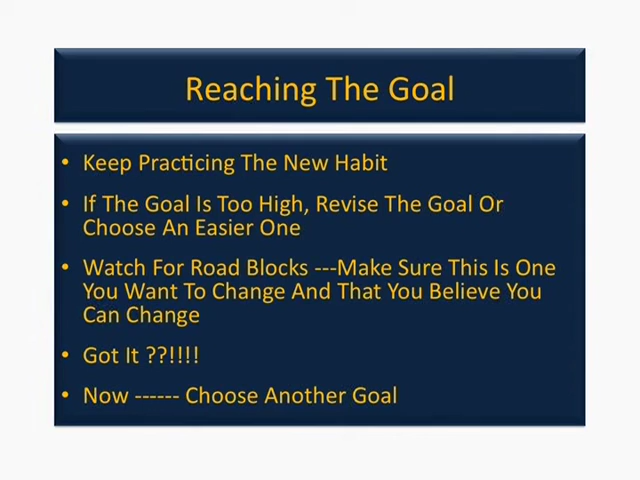 Reaching The Goal
• Keep Practicing The New Habit
• If The Goal Is Too High, Revise The Goal Or
Choose An Easier One
• Watch For Road Blocks ---Make Sure This Is One
You Want To Change And That You Believe You
Can Change
• Got It ??!!!!
• Now ------ Choose Another Goal